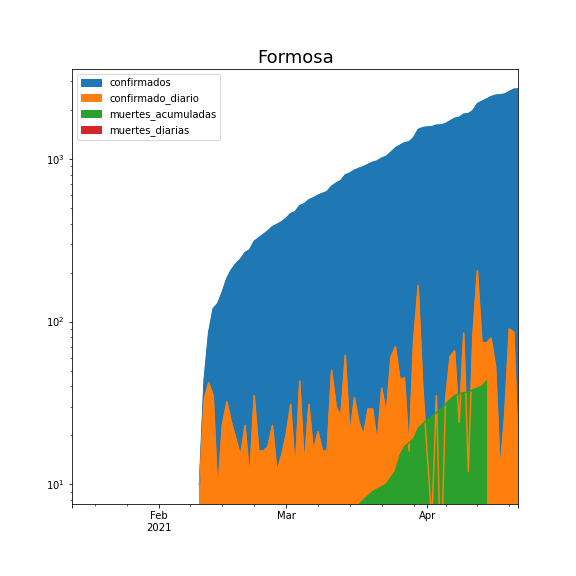 Formosa
confirmados
confirmado_diario
muertes_acumuladas
muertes_diarias
10³
10²
10¹
Feb
2021
Mar
Apr